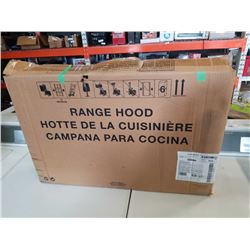 RANGE HOOD
HOTTE DE LA CUISINIÈRE
CAMPANA PARA COCINA